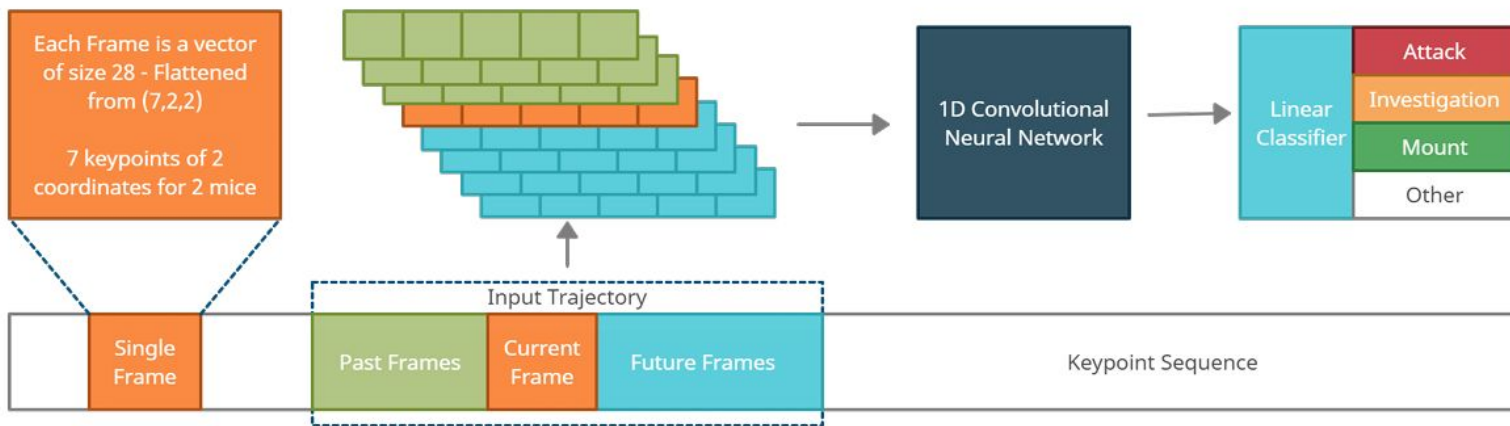 Each Frame is a vector
of size 28 - Flattened
from (7,2,2)
7 keypoints of 2
coordinates for 2 mice
1D Convolutional
Neural Network
Linear
Classifier
Attack
Investigation
Mount
Other
Input Trajectory
Single
Frame
Past Frames
Current
Frame
Future Frames
Keypoint Sequence